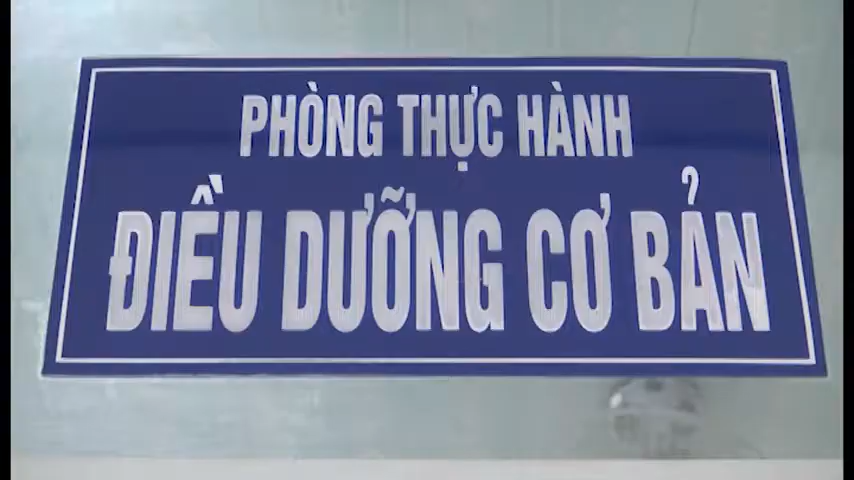 PHÒNG THỰC HÀNH
ĐIỀU DƯỠNG CƠ BẢN